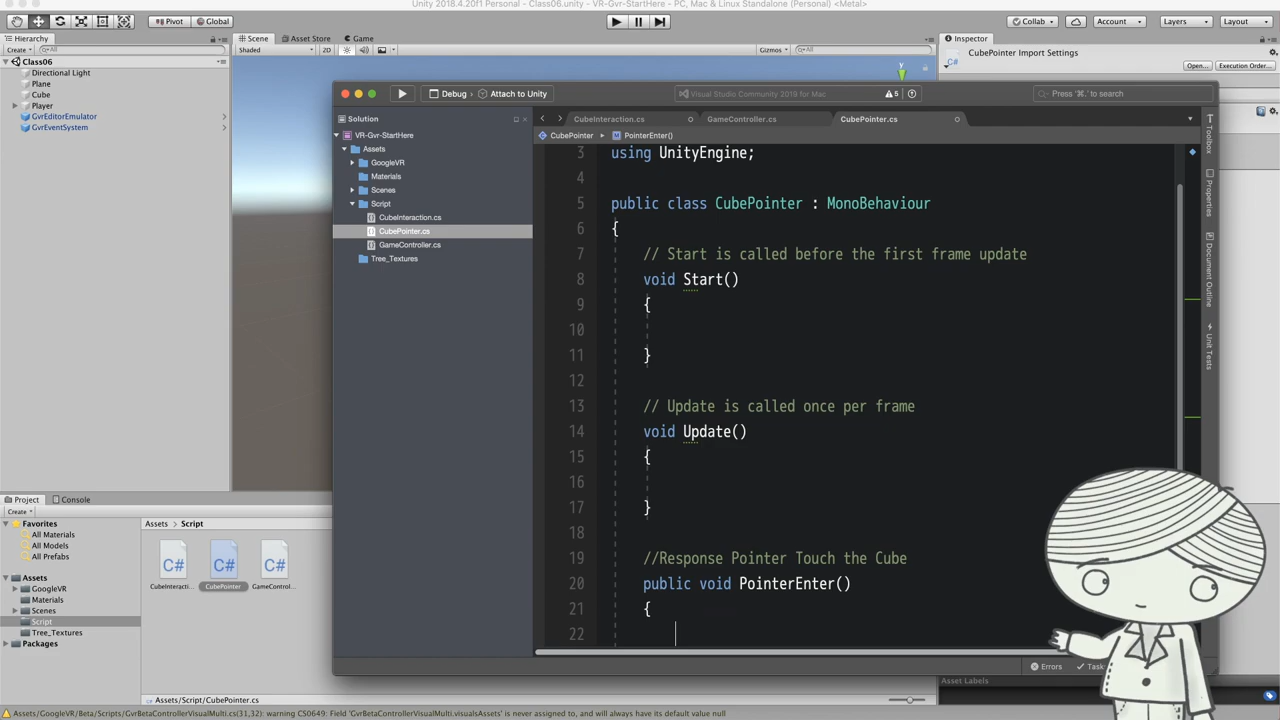 Unity 2018.4.20f1 Personal - Class06.unity - VR-Gvr-StartHere - PC, Mac & Linux Standalone (Personal) <Metal>
Pivot Global Collab Account Layers Layout
Hierarchy Scene Asset Store Game Inspector
Create All Shaded 2D Gizmos All
CubePointer Import Settings
Open... Execution Order...
Class06
Directional Light
Plane
Cube
Player
GvrEditorEmulator
GvrEventSystem
y
Debug Attach to Unity Visual Studio Community 2019 for Mac 5 Press '⌘.' to search
Solution
CubeInteraction.cs GameController.cs CubePointer.cs
CubePointer PointerEnter()
VR-Gvr-StartHere
Assets
GoogleVR
Materials
Scenes
Script
CubeInteraction.cs
CubePointer.cs
GameController.cs
Tree_Textures
3 using UnityEngine;
4
5 public class CubePointer : MonoBehaviour
6 {
7 // Start is called before the first frame update
8 void Start()
9 {
10
11 }
12
13 // Update is called once per frame
14 void Update()
15 {
16
17 }
18
19 //Response Pointer Touch the Cube
20 public void PointerEnter()
21 {
22
Toolbox
Properties
Document Outline
Unit Tests
Errors Task
Project Console
Create
Favorites
All Materials
All Models
All Prefabs
Assets
GoogleVR
Materials
Scenes
Script
Tree_Textures
Packages
Assets Script
C# C# C#
CubeInteracti... CubePointer GameControl...
Assets/Script/CubePointer.cs
Asset Labels
Assets/GoogleVR/Beta/Scripts/GvrBetaControllerVisualMulti.cs(31,32): warning CS0649: Field 'GvrBetaControllerVisualMulti.visualsAssets' is never assigned to, and will always have its default value null